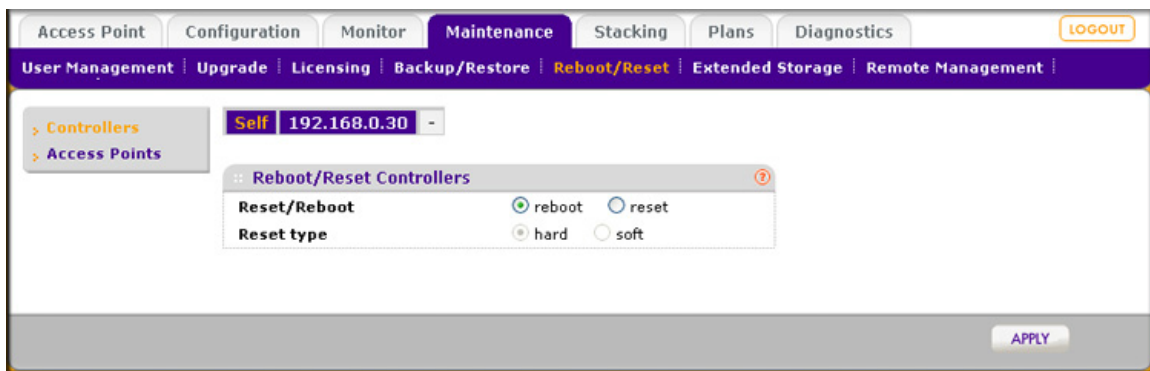 Access Point Configuration Monitor Maintenance Stacking Plans Diagnostics LOGOUT
User Management Upgrade Licensing Backup/Restore Reboot/Reset Extended Storage Remote Management
Controllers
Access Points
Self 192.168.0.30 -
Reboot/Reset Controllers ?
Reset/Reboot reboot reset
Reset type hard soft
APPLY